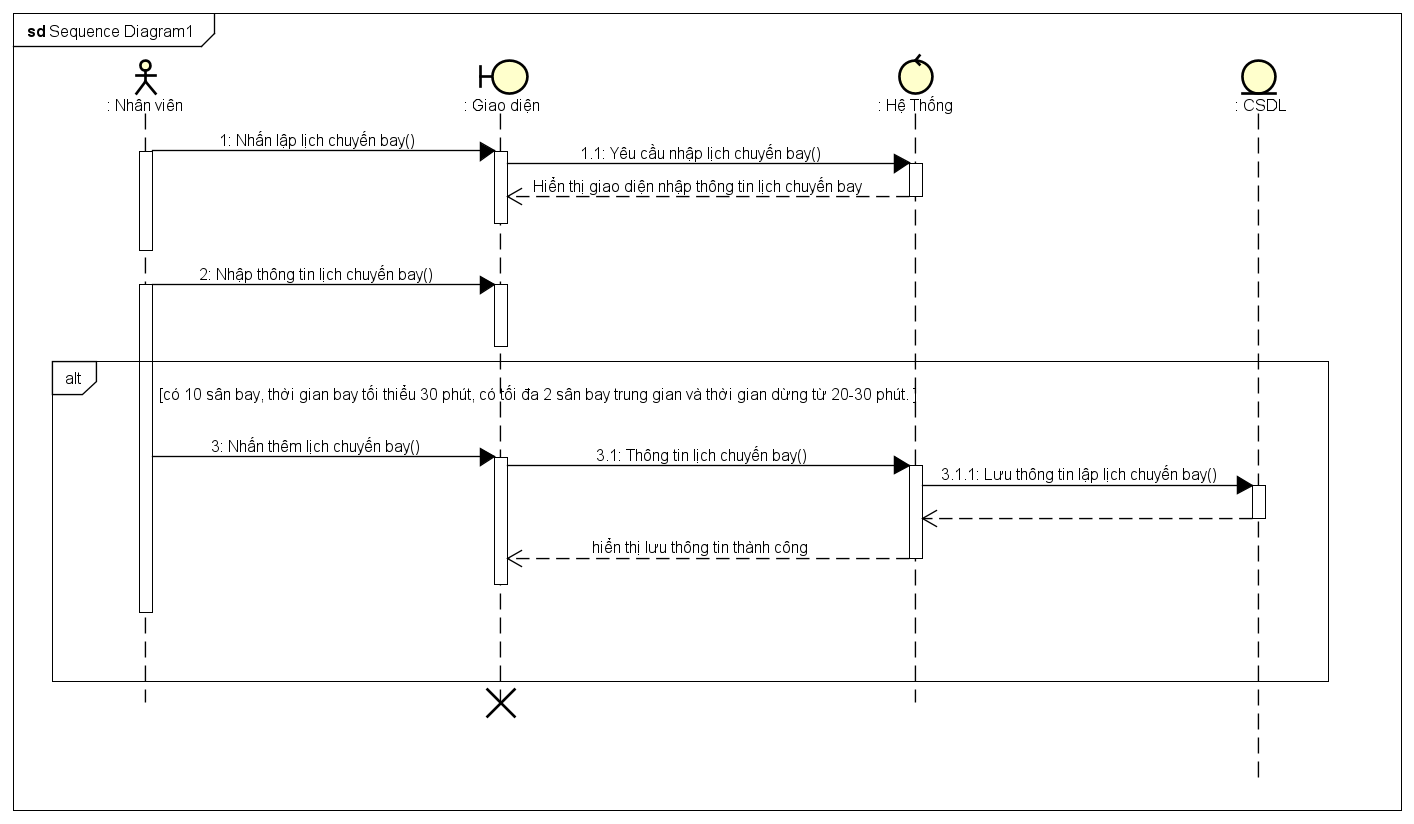 sd Sequence Diagram1
: Nhân viên
: Giao diện
: Hệ Thống
: CSDL
1: Nhấn lập lịch chuyến bay()
1.1: Yêu cầu nhập lịch chuyến bay()
Hiển thị giao diện nhập thông tin lịch chuyến bay
2: Nhập thông tin lịch chuyến bay()
alt
[có 10 sân bay, thời gian bay tối thiểu 30 phút, có tối đa 2 sân bay trung gian và thời gian dừng từ 20-30 phút. ]
3: Nhấn thêm lịch chuyến bay()
3.1: Thông tin lịch chuyến bay()
3.1.1: Lưu thông tin lập lịch chuyến bay()
hiển thị lưu thông tin thành công